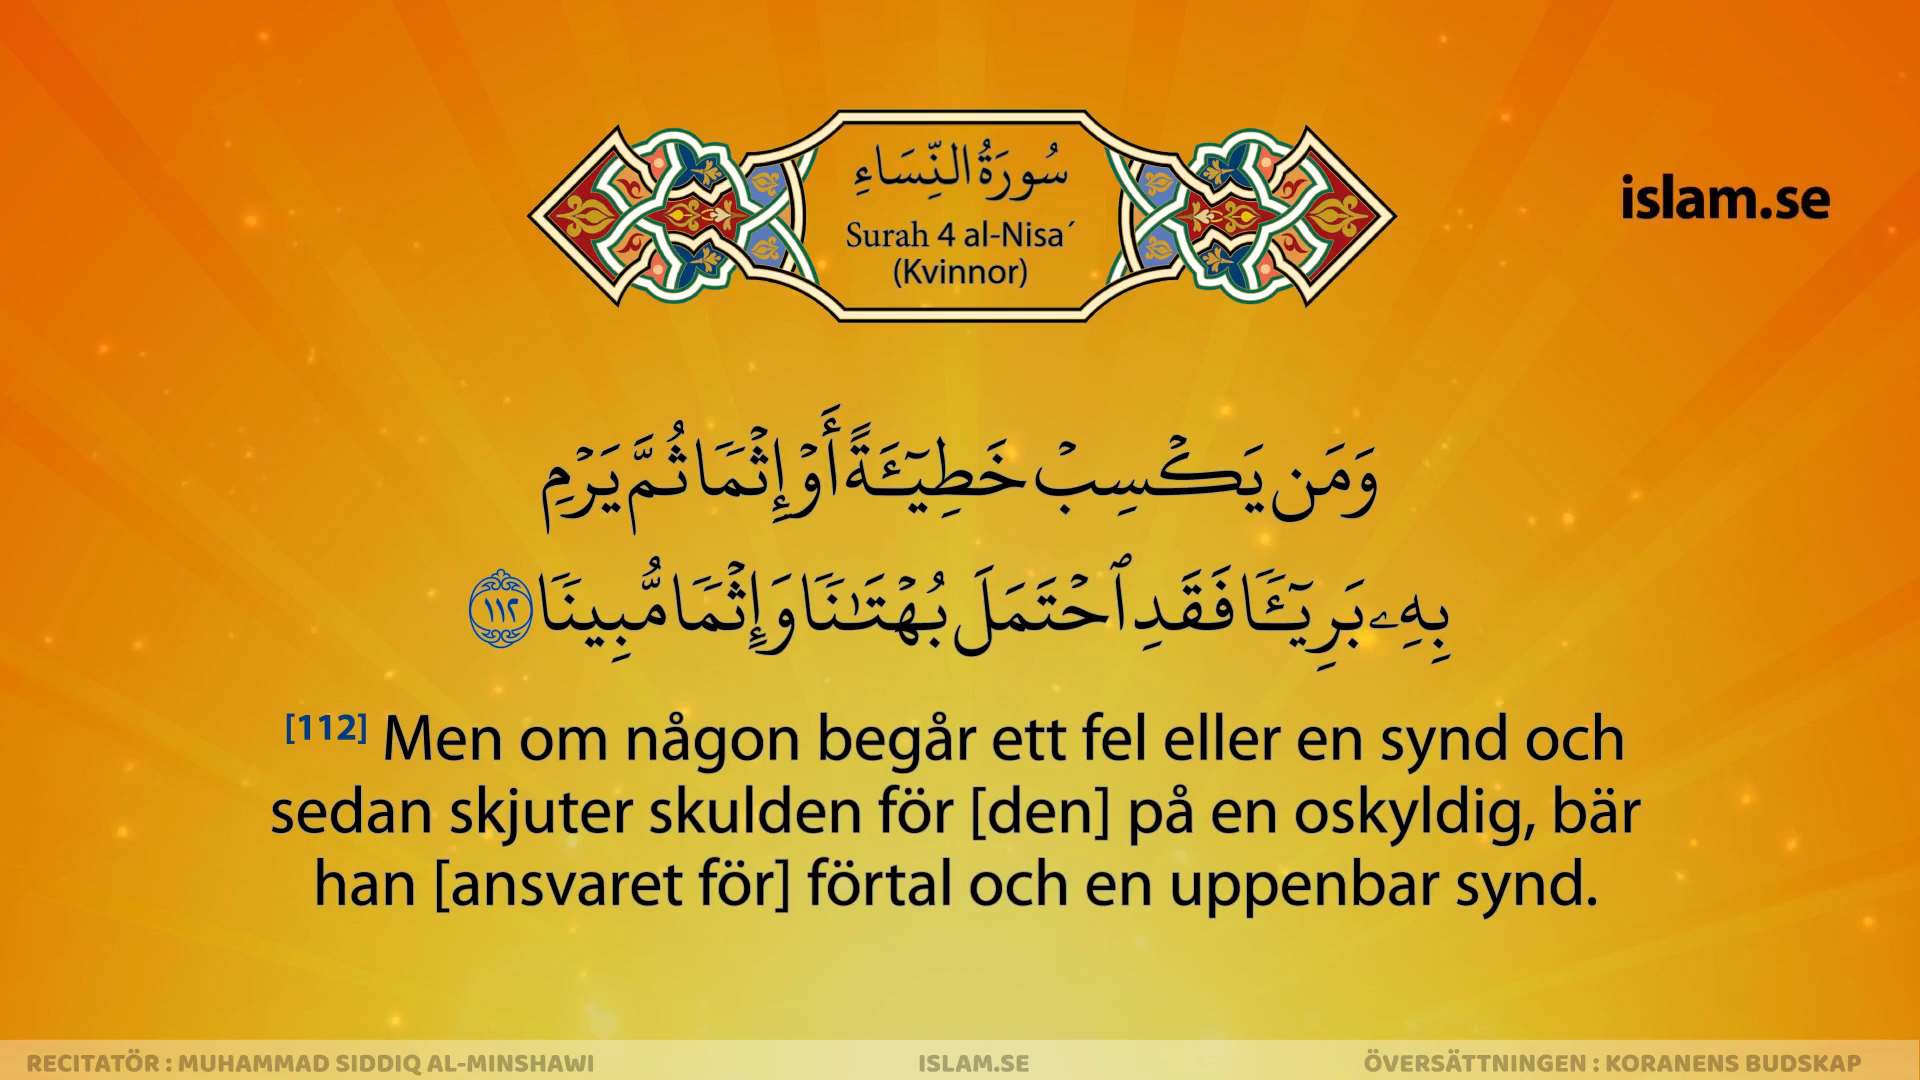 سُورَةُ النِّسَاءِ
Surah 4 al-Nisa´
(Kvinnor)
islam.se
وَمَن يَكۡسِبۡ خَطِيٓـَٔةً أَوۡ إِثۡمٗا ثُمَّ يَرۡمِ
بِهِۦ بَرِيٓـٔٗا فَقَدِ ٱحۡتَمَلَ بُهۡتَٰنٗا وَإِثۡمٗا مُّبِينٗا ١١٢
[112] Men om någon begår ett fel eller en synd och
sedan skjuter skulden för [den] på en oskyldig, bär
han [ansvaret för] förtal och en uppenbar synd.
RECITATÖR : MUHAMMAD SIDDIQ AL-MINSHAWI
ISLAM.SE
ÖVERSÄTTNINGEN : KORANENS BUDSKAP